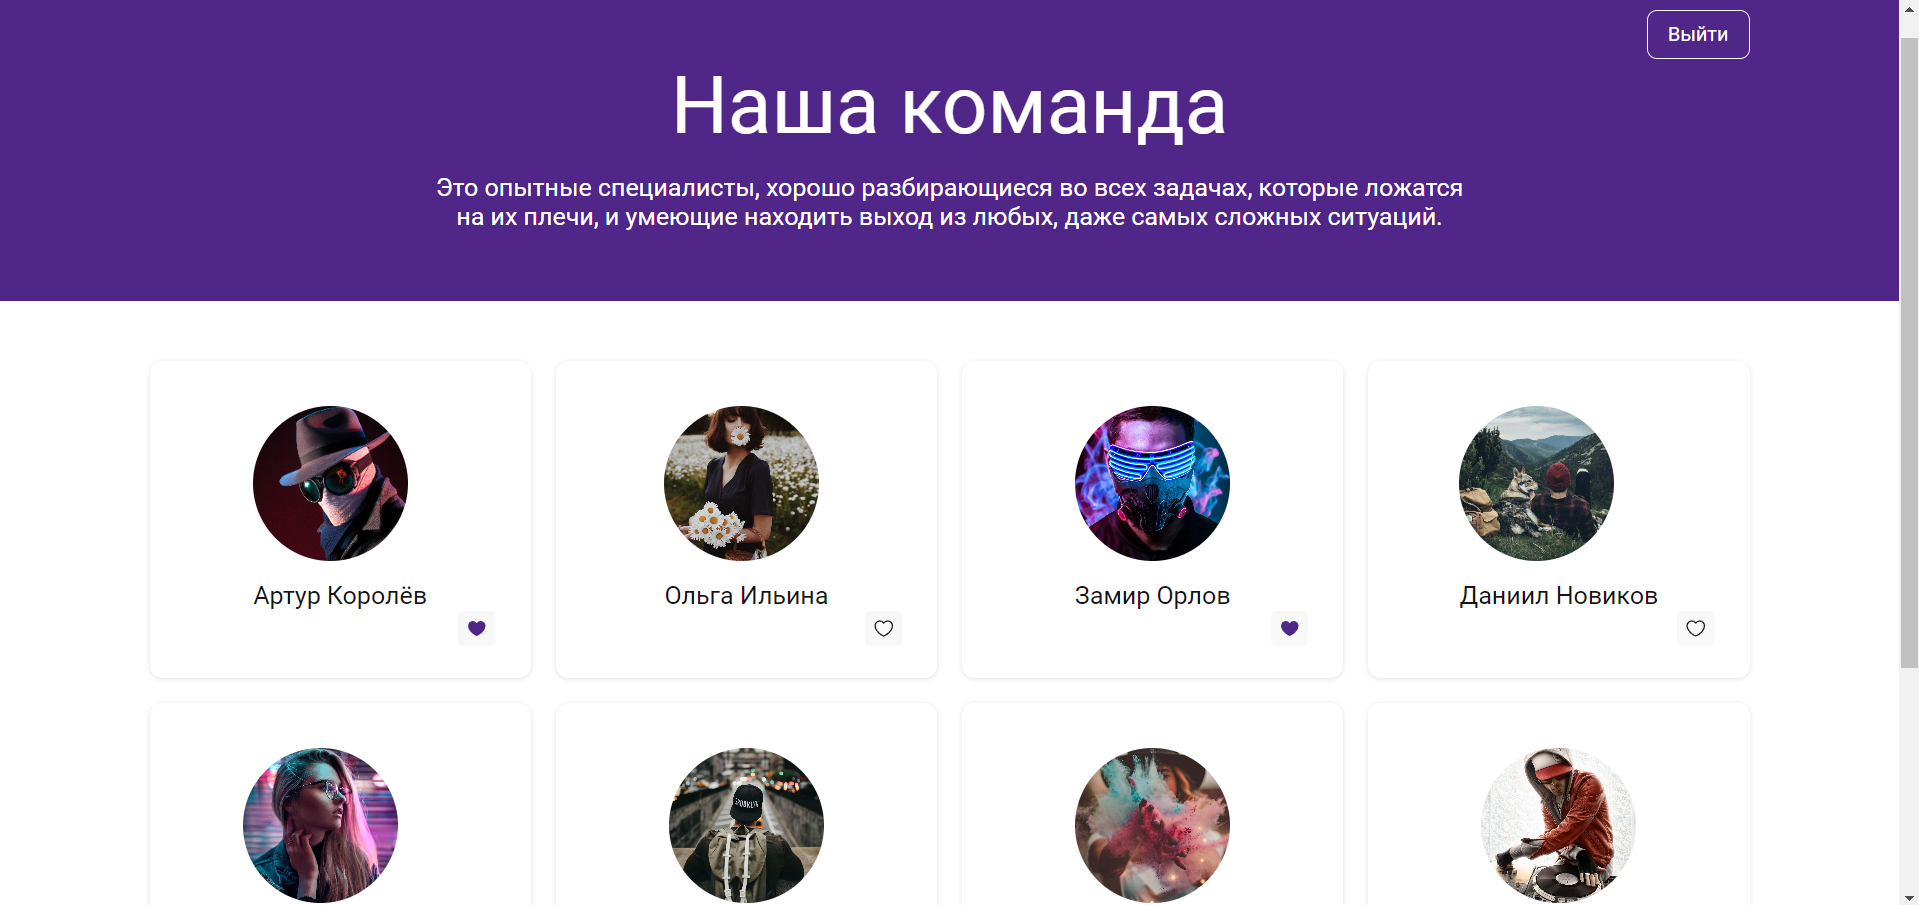 Выйти
Наша команда
Это опытные специалисты, хорошо разбирающиеся во всех задачах, которые ложатся
на их плечи, и умеющие находить выход из любых, даже самых сложных ситуаций.
Артур Королёв
Ольга Ильина
Замир Орлов
Даниил Новиков